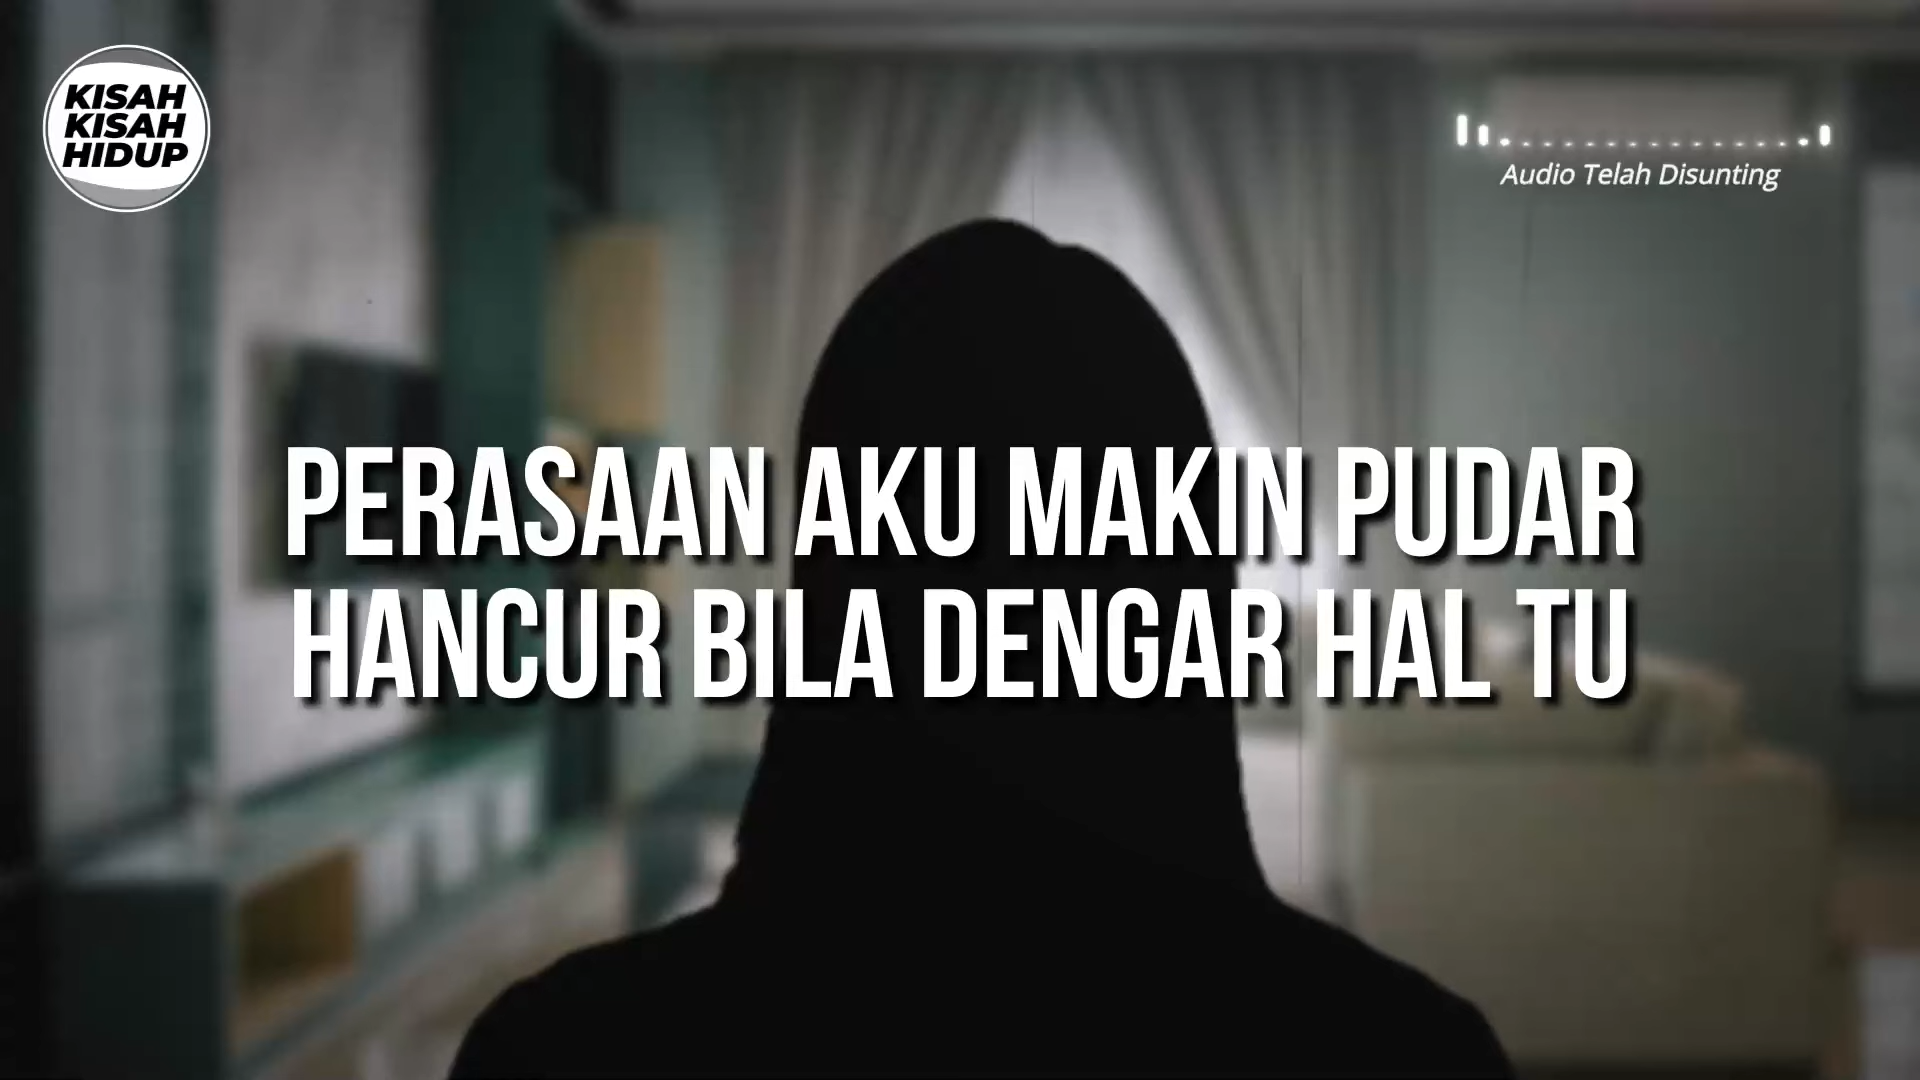 KISAH
KISAH
HIDUP
Audio Telah Disunting
PERASAAN AKU MAKIN PUDAR
HANCUR BILA DENGAR HAL TU